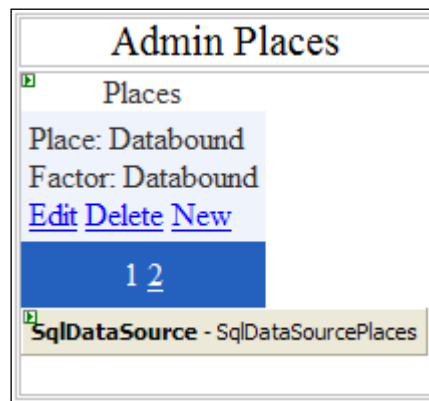 Admin Places
Places
Place: Databound
Factor: Databound
Edit Delete New
1 2
SqlDataSource - SqlDataSourcePlaces